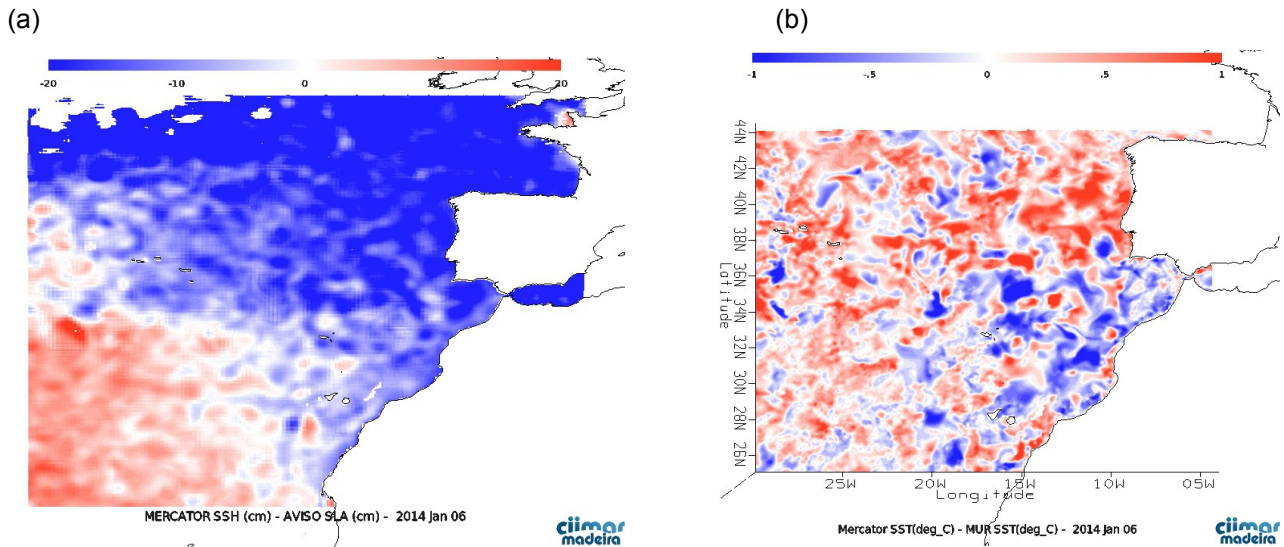 (a)
(b)
-20 -10 0 10 20
-1 -.5 0 .5 1
44N
42N
40N
38N
36N
34N
32N
30N
28N
26N
Latitude
25W 20W 15W 10W 05W
Longitude
MERCATOR SSH (cm) - AVISO SLA (cm) - 2014 Jan 06
ciimar
madeira
Mercator SST(deg_C) - MUR SST(deg_C) - 2014 Jan 06
ciimar
madeira